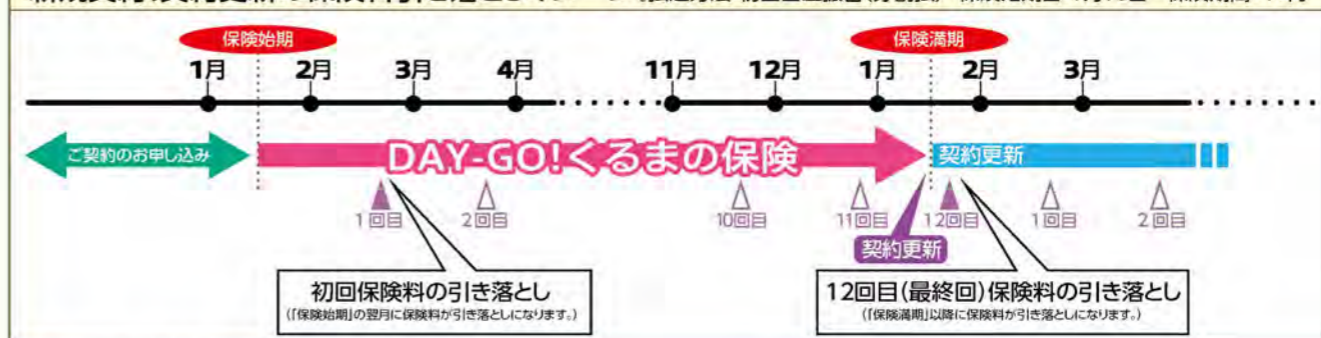 保険始期
保険満期
1月
2月
3月
4月
11月
12月
1月
2月
3月
ご契約のお申し込み
DAY-GO!くるまの保険
契約更新
1回目
2回目
10回目
11回目
12回目
1回目
2回目
契約更新
初回保険料の引き落とし
(「保険始期」の翌月に保険料が引き落としになります。)
12回目(最終回)保険料の引き落とし
(「保険満期」以降に保険料が引き落としになります。)